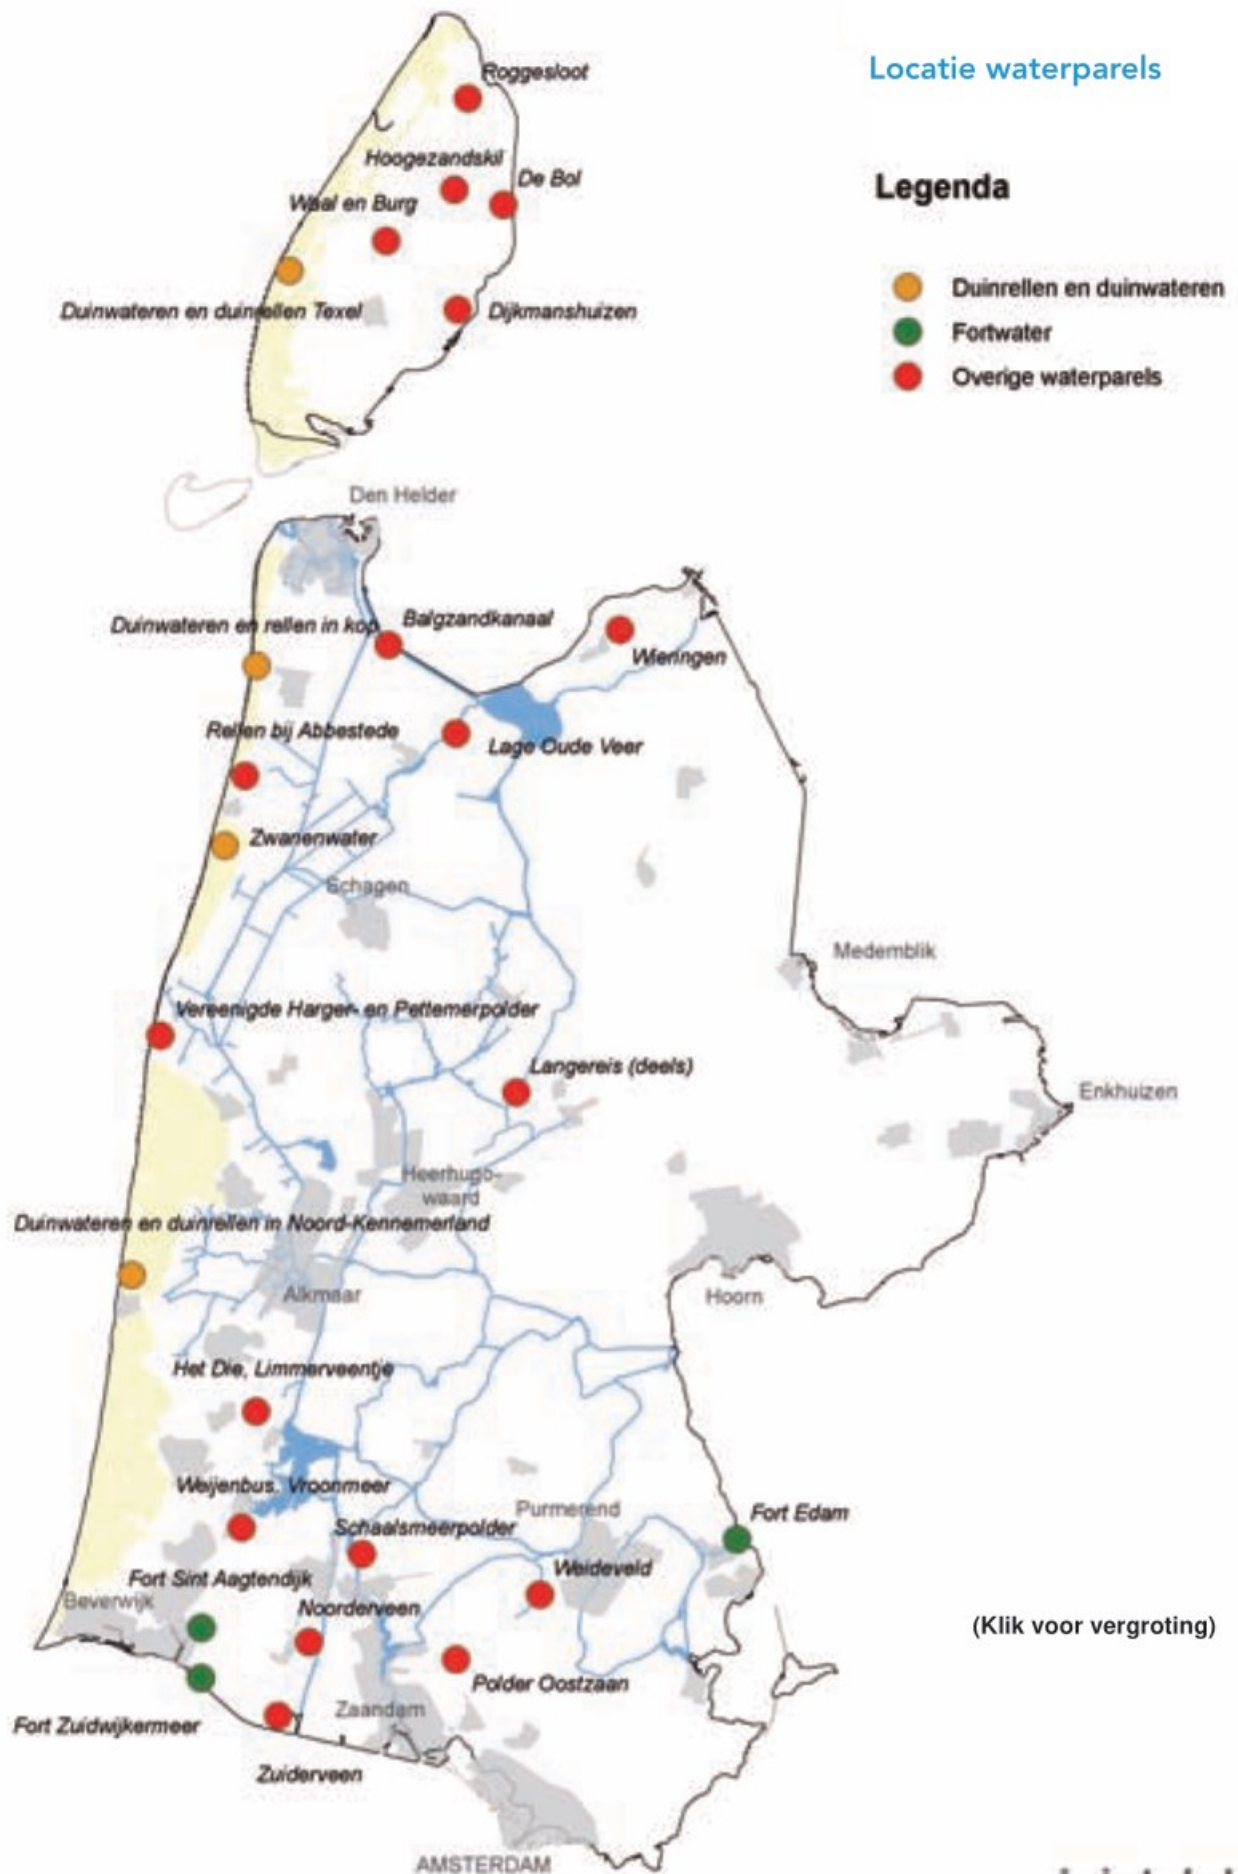 Locatie waterparels
Legenda
Duinrellen en duinwateren
Fortwater
Overige waterparels
Roggesloot
Hoogezandskil
De Bol
Waal en Burg
Duinwateren en duinrellen Texel
Dijkmanshuizen
Den Helder
Duinwateren en rellen in kop
Balgzandkanaal
Wieringen
Rellen bij Abbestede
Lage Oude Veer
Zwanenwater
Schagen
Medemblik
Vereenigde Harger- en Pettemerpolder
Langereis (deels)
Enkhuizen
Heerhugo-
waard
Duinwateren en duinrellen in Noord-Kennemerland
Alkmaar
Hoorn
Het Die, Limmerveentje
Weijenbus. Vroonmeer
Purmerend
Fort Edam
Schaalsmeerpolder
Weideveld
Fort Sint Aagtendijk
Beverwijk
Noorderveen
(Klik voor vergroting)
Polder Oostzaan
Zaandam
Fort Zuidwijkermeer
Zuiderveen
AMSTERDAM